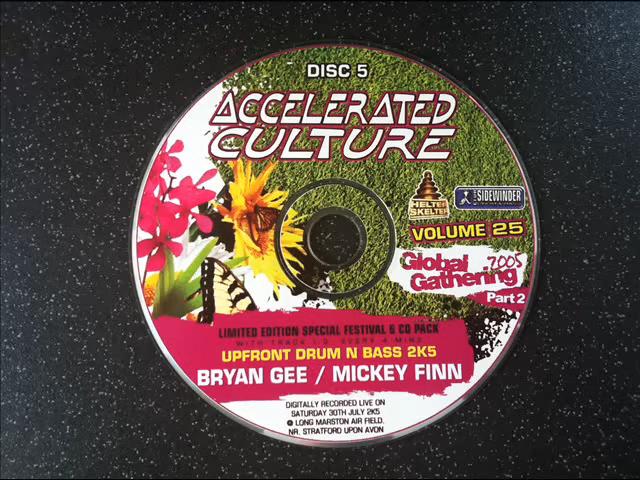 DISC 5
ACCELERATED
CULTURE
HELTER
SKELTER
SIDEWINDER
VOLUME 25
Global 2005
Gathering
Part 2
LIMITED EDITION SPECIAL FESTIVAL 6 CD PACK
WITH TRACK I.D. EVERY 4 MINS
UPFRONT DRUM N BASS 2K5
BRYAN GEE / MICKEY FINN
DIGITALLY RECORDED LIVE ON
SATURDAY 30TH JULY 2K5
@ LONG MARSTON AIR FIELD.
NR. STRATFORD UPON AVON